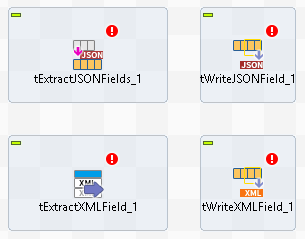 JSON
tExtractJSONFields_1
JSON
tWriteJSONField_1
XML
tExtractXMLField_1
XML
tWriteXMLField_1